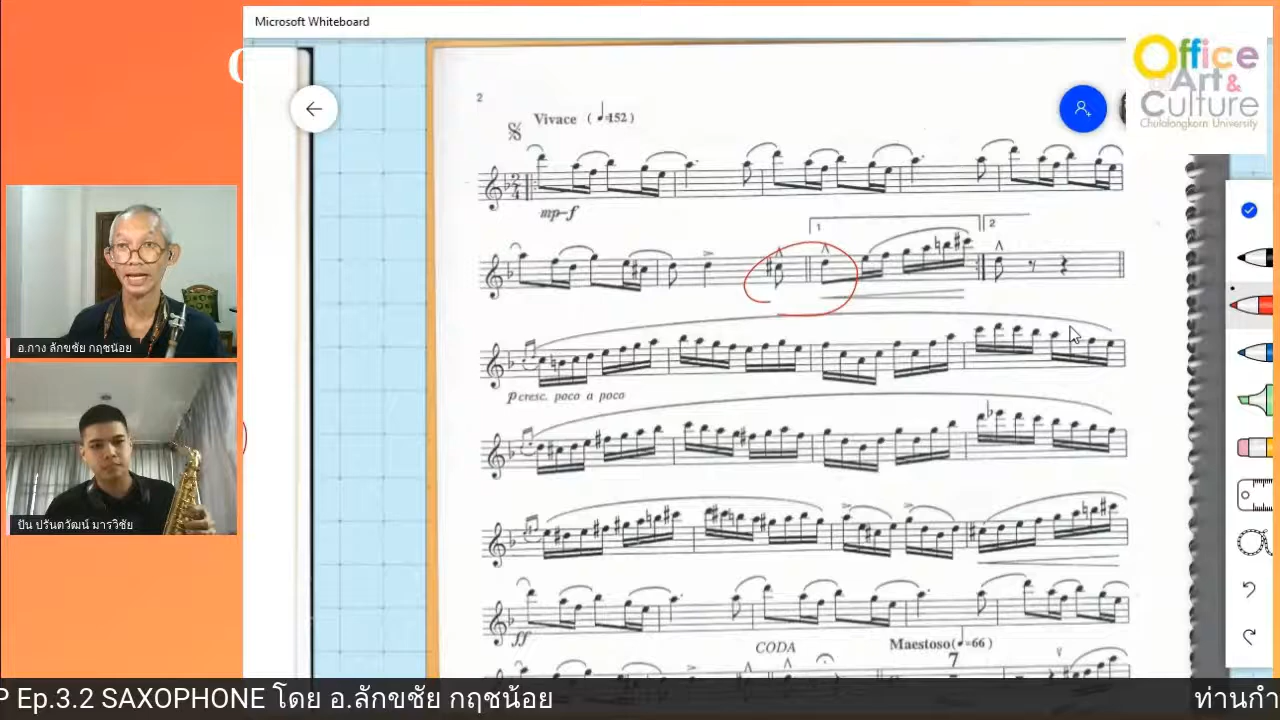 Microsoft Whiteboard
Office
of Art &
Culture
Chulalongkorn University
2
Vivace ( ♩=152 )
mp-f
1
2
p cresc. poco a poco
ff
CODA
Maestoso(♩=66)
7
อ.กาง ลักขชัย กฤชน้อย
ปัน ปรันตวัฒน์ มารวิชัย
P Ep.3.2 SAXOPHONE โดย อ.ลักขชัย กฤชน้อย
ท่านกำ